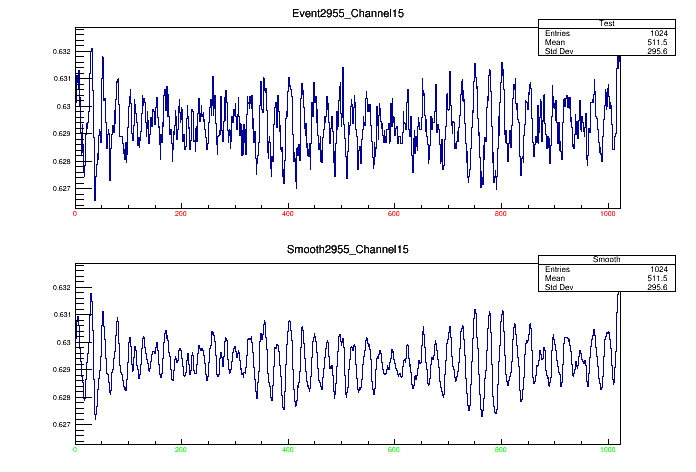 Event2955_Channel15
Test
Entries 1024
Mean 511.5
Std Dev 295.6
0.632
0.631
0.63
0.629
0.628
0.627
0 200 400 600 800 1000
Smooth2955_Channel15
Smooth
Entries 1024
Mean 511.5
Std Dev 295.6
0.632
0.631
0.63
0.629
0.628
0.627
0 200 400 600 800 1000